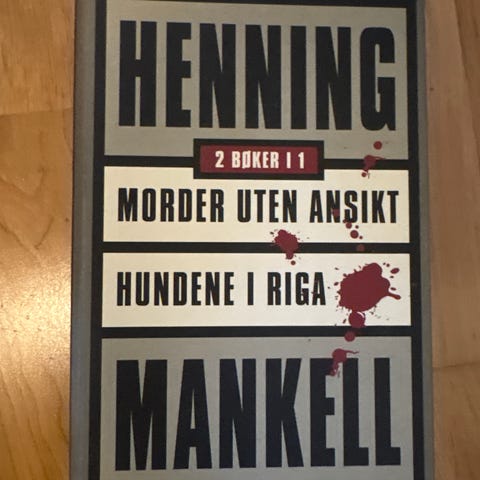 HENNING
2 BØKER I 1
MORDER UTEN ANSIKT
HUNDENE I RIGA
MANKELL